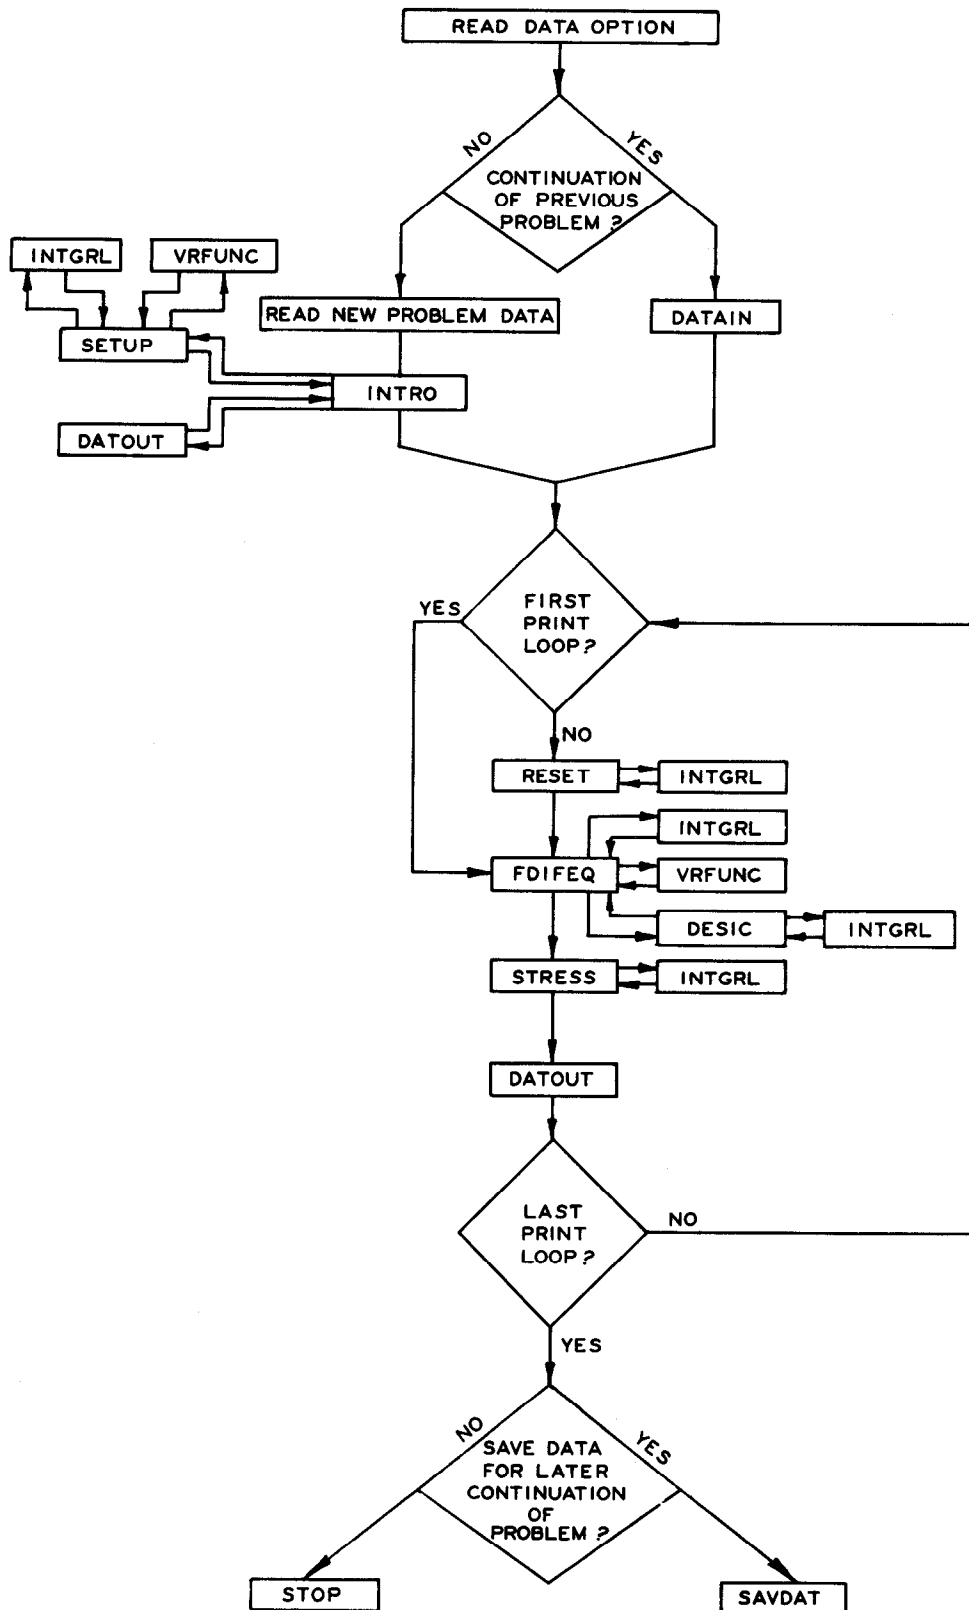 READ DATA OPTION
NO
YES
CONTINUATION
OF PREVIOUS
PROBLEM ?
INTGRL
VRFUNC
READ NEW PROBLEM DATA
DATAIN
SETUP
INTRO
DATOUT
YES
FIRST
PRINT
LOOP?
NO
RESET
INTGRL
INTGRL
FDIFEQ
VRFUNC
DESIC
INTGRL
STRESS
INTGRL
DATOUT
LAST
PRINT
LOOP?
NO
YES
NO
YES
SAVE DATA
FOR LATER
CONTINUATION
OF
PROBLEM ?
STOP
SAVDAT